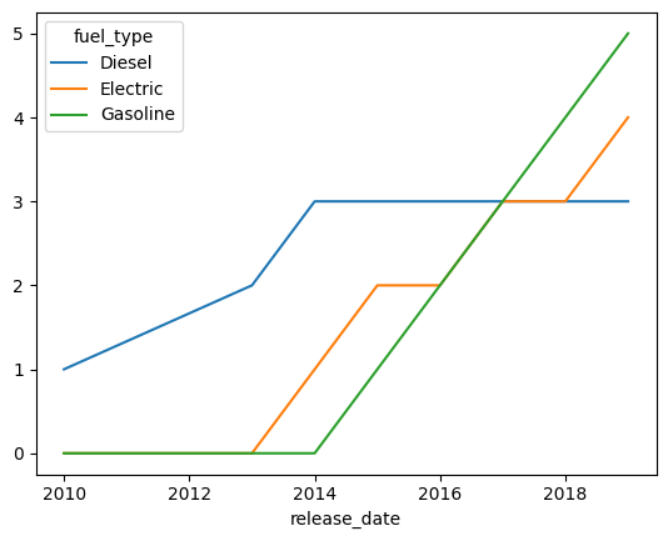 fuel_type
Diesel
Electric
Gasoline
5
4
3
2
1
0
2010 2012 2014 2016 2018
release_date